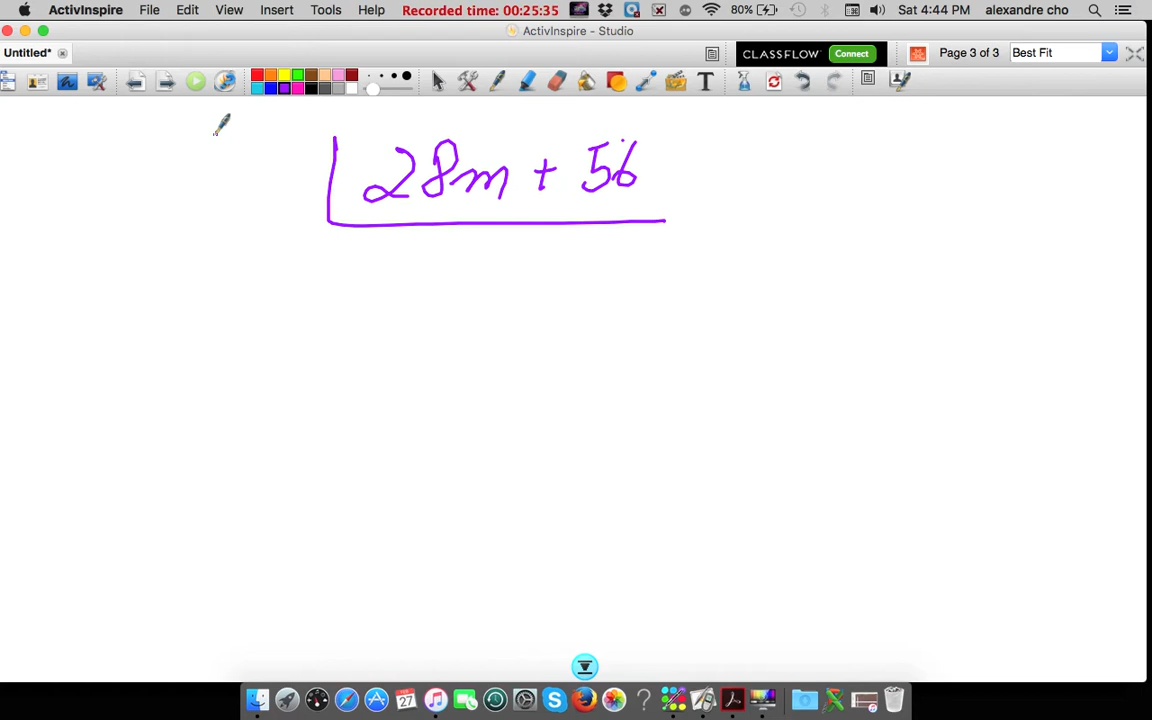 ActivInspire File Edit View Insert Tools Help Recorded time: 00:25:35 80% Sat 4:44 PM alexandre cho
ActivInspire - Studio
Untitled* CLASSFLOW Connect Page 3 of 3 Best Fit
28m + 56
27